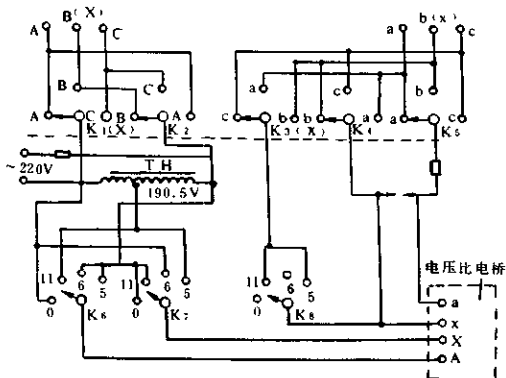 A B(X) C a b(x) c
B C a c b
A C K₁(X) B A K₂ c b K₃(x) b a K₄ a c K₅
~220V TH
190.5V
11 6 5 11 6 5 11 6 5
0 K₆ 0 K₇ 0 K₈
电压比电桥
a
x
X
A